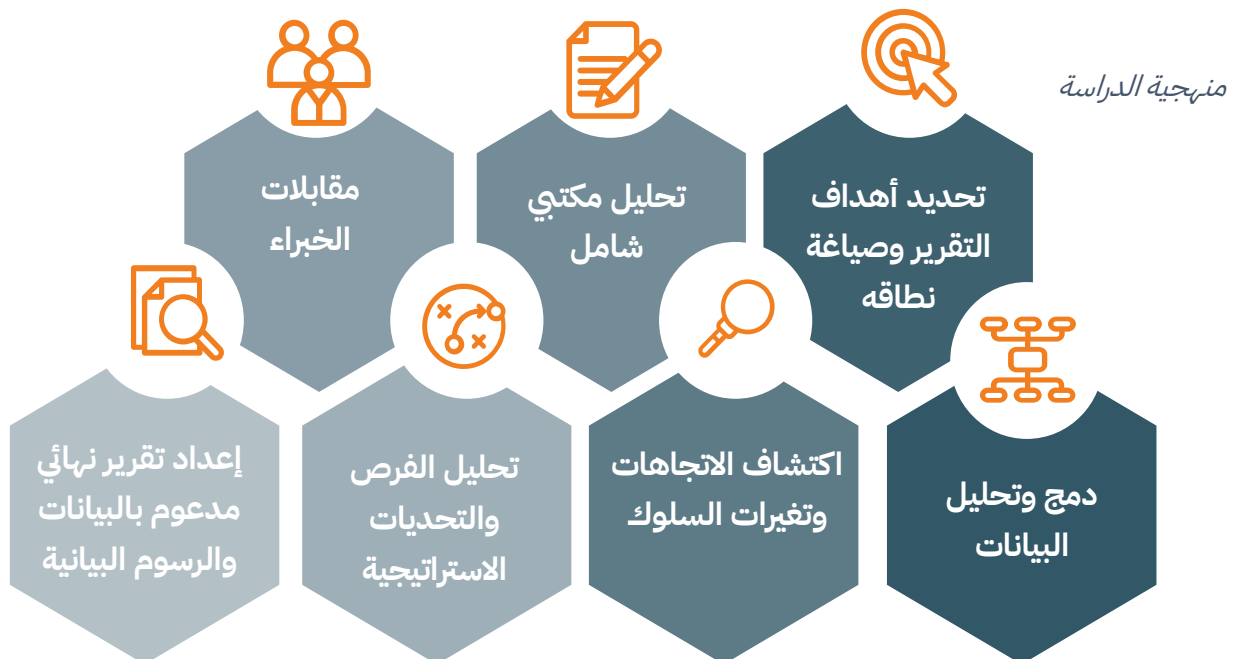 منهجية الدراسة
تحديد أهداف
التقرير وصياغة
نطاقه
تحليل مكتبي
شامل
مقابلات
الخبراء
دمج وتحليل
البيانات
اكتشاف الاتجاهات
وتغيرات السلوك
تحليل الفرص
والتحديات
الاستراتيجية
إعداد تقرير نهائي
مدعوم بالبيانات
والرسوم البيانية